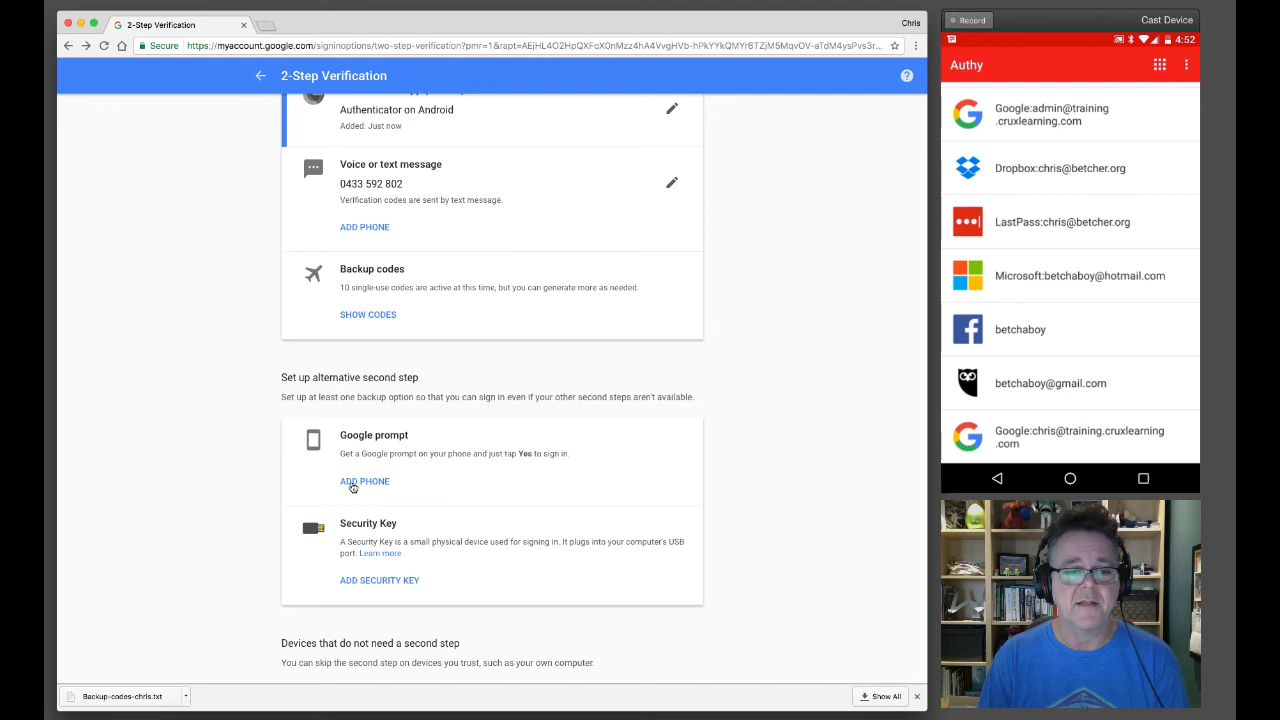 2-Step Verification
Chris
Secure
https://myaccount.google.com/signinoptions/two-step-verification?pmr=1&rapt=
2-Step Verification
Authenticator on Android
Added: Just now
Voice or text message
0433 592 802
Verification codes are sent by text message.
ADD PHONE
Backup codes
10 single-use codes are active at this time, but you can generate more as needed.
SHOW CODES
Set up alternative second step
Set up at least one backup option so that you can sign in even if your other second steps aren't available.
Google prompt
Get a Google prompt on your phone and just tap Yes to sign in.
ADD PHONE
Security Key
A Security Key is a small physical device used for signing in. It plugs into your computer's USB
port. Learn more
ADD SECURITY KEY
Devices that do not need a second step
You can skip the second step on devices you trust, such as your own computer.
Backup-codes-chris.txt
Show All
Record
Cast Device
4:52
Authy
Google:admin@training
.cruxlearning.com
Dropbox:chris@betcher.org
LastPass:chris@betcher.org
Microsoft:betchaboy@hotmail.com
betchaboy
betchaboy@gmail.com
Google:chris@training.cruxlearning
.com